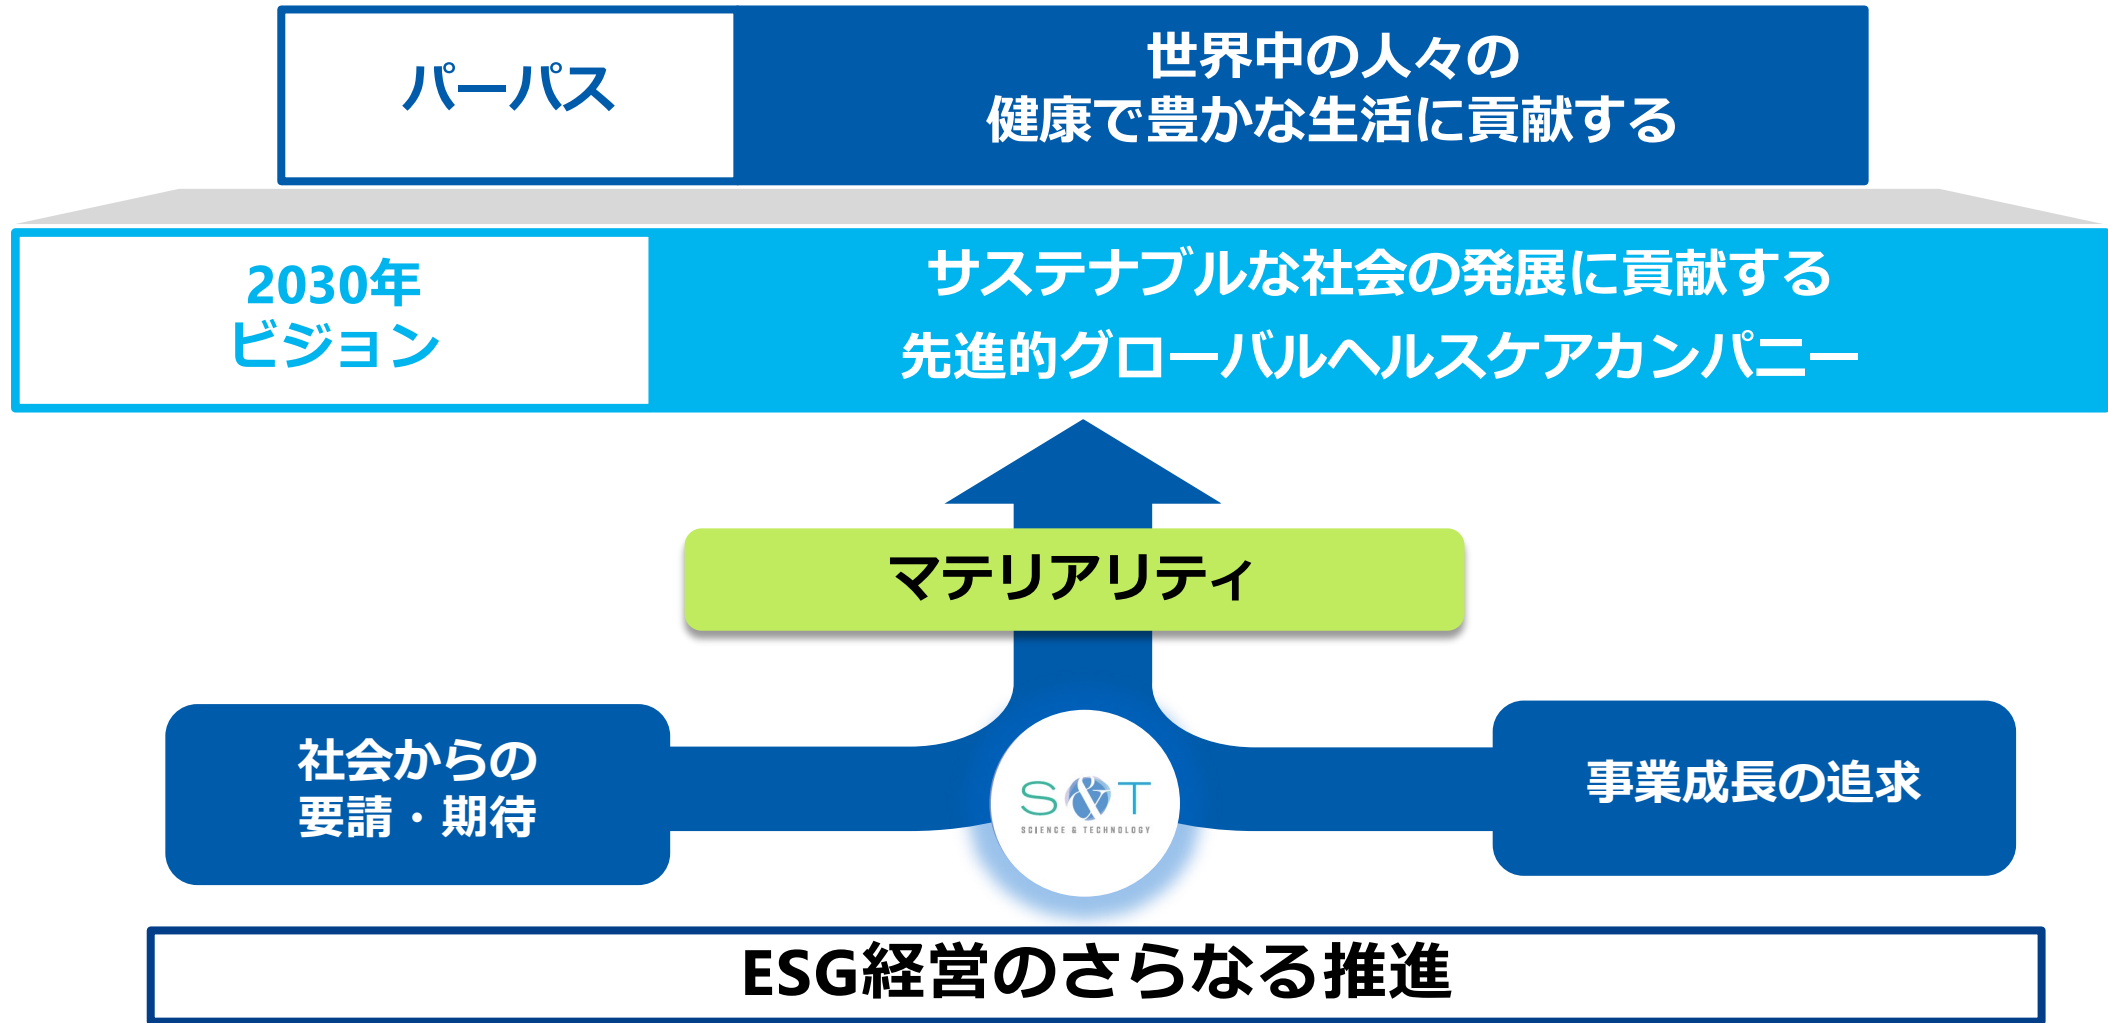 パーパス
世界中の人々の
健康で豊かな生活に貢献する
2030年
ビジョン
サステナブルな社会の発展に貢献する
先進的グローバルヘルスケアカンパニー
マテリアリティ
社会からの
要請・期待
S&T
SCIENCE & TECHNOLOGY
事業成長の追求
ESG経営のさらなる推進